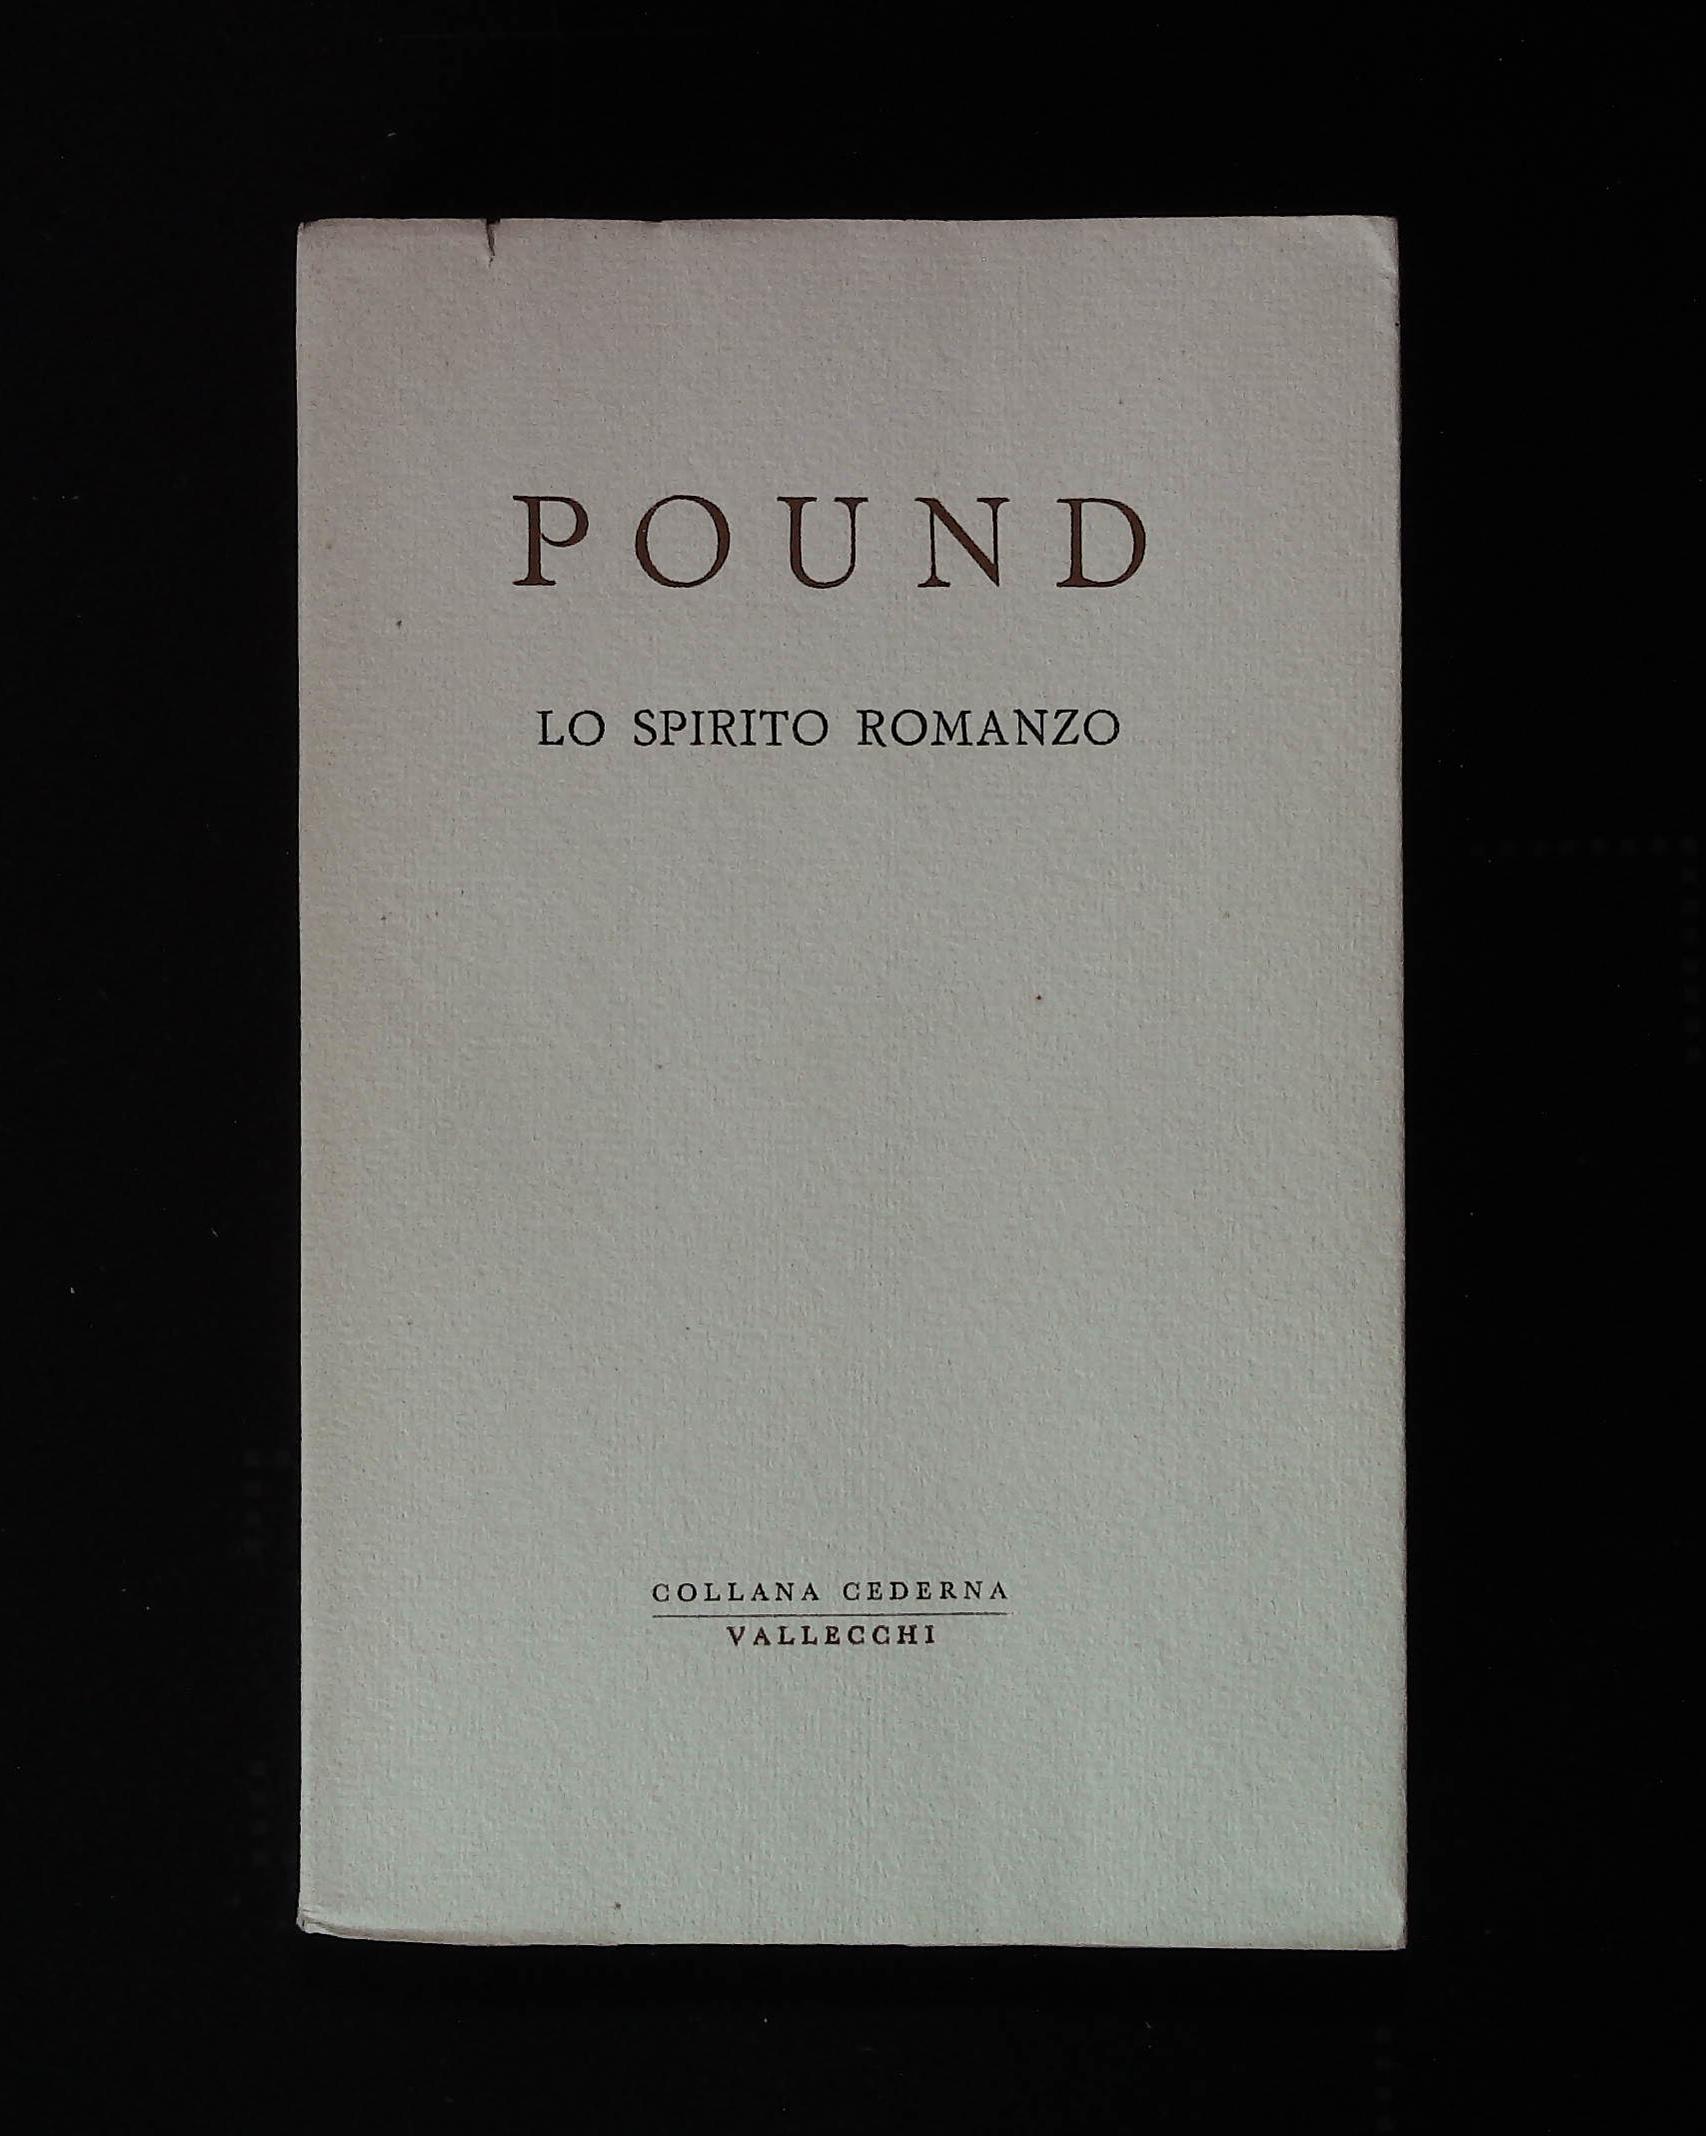 POUND
LO SPIRITO ROMANZO
COLLANA CEDERNA
VALLECCHI